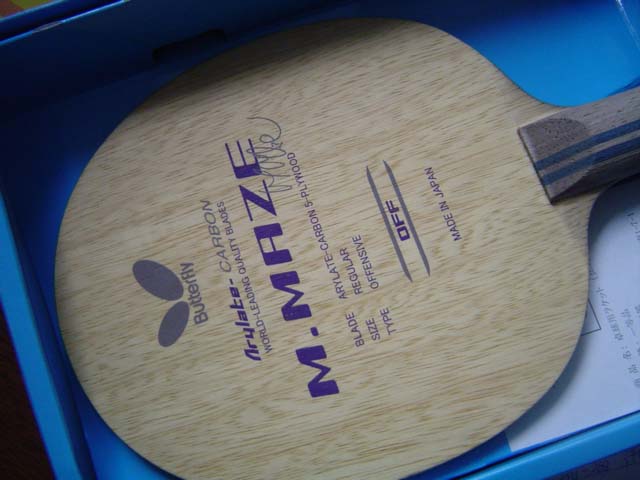 Butterfly
Arylate-CARBON
WORLD-LEADING QUALITY BLADES
M.MAZE
BLADE ARYLATE-CARBON 5-PLYWOOD
SIZE REGULAR
TYPE OFFENSIVE
OFF
MADE IN JAPAN